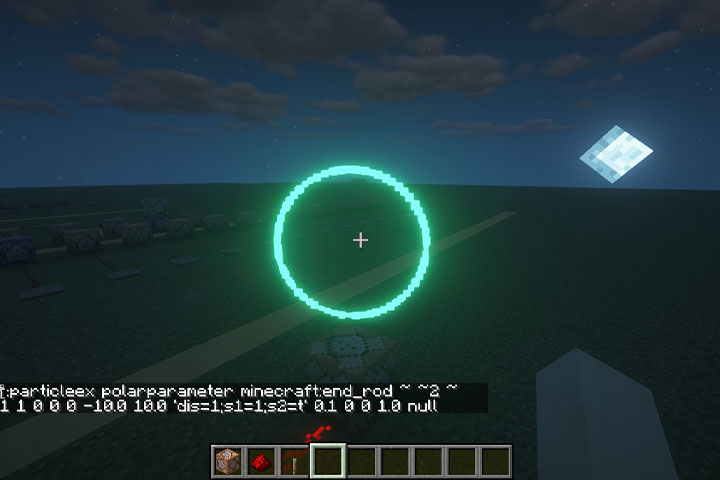 f:particleex polarparameter minecraft:end_rod ~ ~2 ~
1 1 0 0 0 -10.0 10.0 'dis=1;s1=1;s2=t' 0.1 0 0 1.0 null